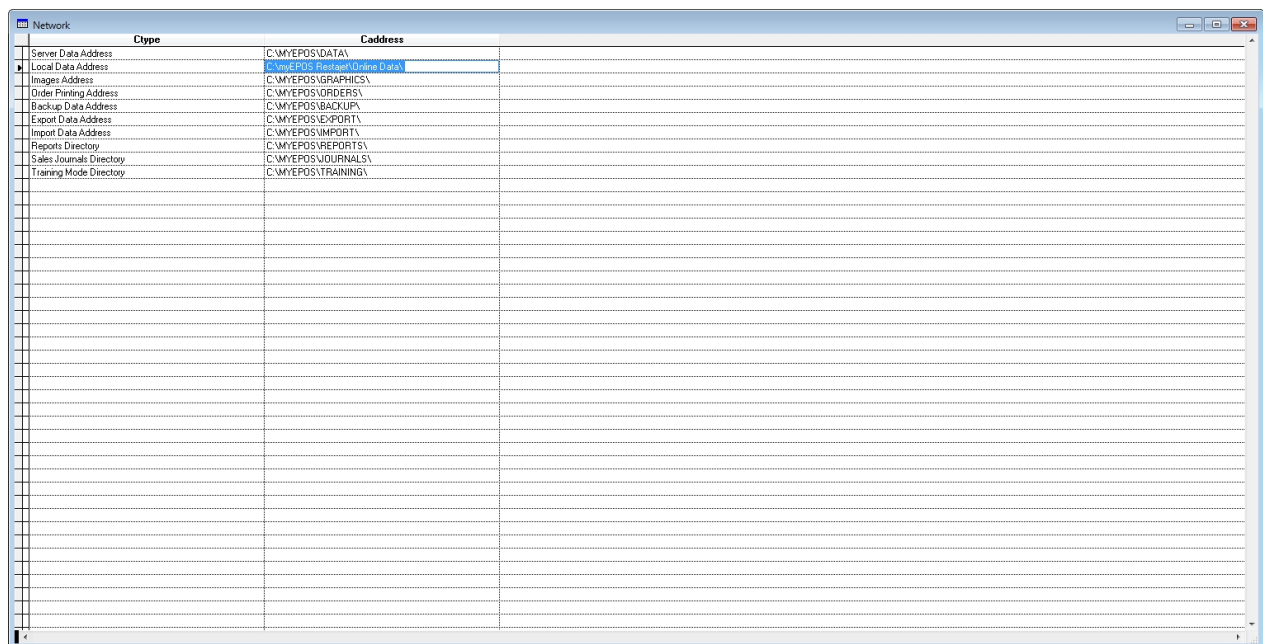 Network
Ctype Caddress
Server Data Address C:\MYEPOS\DATA\
Local Data Address C:\myEPOS Restajet\Online Data\
Images Address C:\MYEPOS\GRAPHICS\
Order Printing Address C:\MYEPOS\ORDERS\
Backup Data Address C:\MYEPOS\BACKUP\
Export Data Address C:\MYEPOS\EXPORT\
Import Data Address C:\MYEPOS\IMPORT\
Reports Directory C:\MYEPOS\REPORTS\
Sales Journals Directory C:\MYEPOS\JOURNALS\
Training Mode Directory C:\MYEPOS\TRAINING\